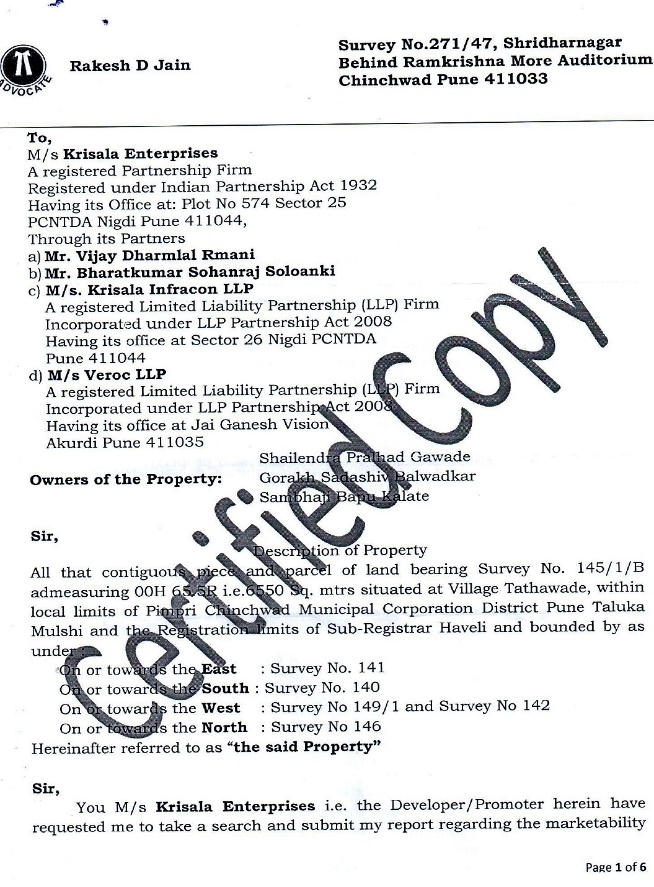 ADVOCATE
Rakesh D Jain
Survey No.271/47, Shridharnagar
Behind Ramkrishna More Auditorium
Chinchwad Pune 411033
To,
M/s Krisala Enterprises
A registered Partnership Firm
Registered under Indian Partnership Act 1932
Having its Office at: Plot No 574 Sector 25
PCNTDA Nigdi Pune 411044,
Through its Partners
a) Mr. Vijay Dharmlal Rmani
b) Mr. Bharatkumar Sohanraj Soloanki
c) M/s. Krisala Infracon LLP
A registered Limited Liability Partnership (LLP) Firm
Incorporated under LLP Partnership Act 2008
Having its office at Sector 26 Nigdi PCNTDA
Pune 411044
d) M/s Veroc LLP
A registered Limited Liability Partnership (LLP) Firm
Incorporated under LLP Partnership Act 2008
Having its office at Jai Ganesh Vision
Akurdi Pune 411035
Shailendra Pralhad Gawade
Owners of the Property: Gorakh Sadashiv Balwadkar
Sambhaji Bapu Kalate
Sir,
Description of Property
All that contiguous piece and parcel of land bearing Survey No. 145/1/B
admeasuring 00H 65.5R i.e.6550 Sq. mtrs situated at Village Tathawade, within
local limits of Pimpri Chinchwad Municipal Corporation District Pune Taluka
Mulshi and the Registration limits of Sub-Registrar Haveli and bounded by as
under:
On or towards the East : Survey No. 141
On or towards the South : Survey No. 140
On or towards the West : Survey No 149/1 and Survey No 142
On or towards the North : Survey No 146
Hereinafter referred to as "the said Property"
Sir,
You M/s Krisala Enterprises i.e. the Developer/Promoter herein have
requested me to take a search and submit my report regarding the marketability
Page 1 of 6
Certified Copy